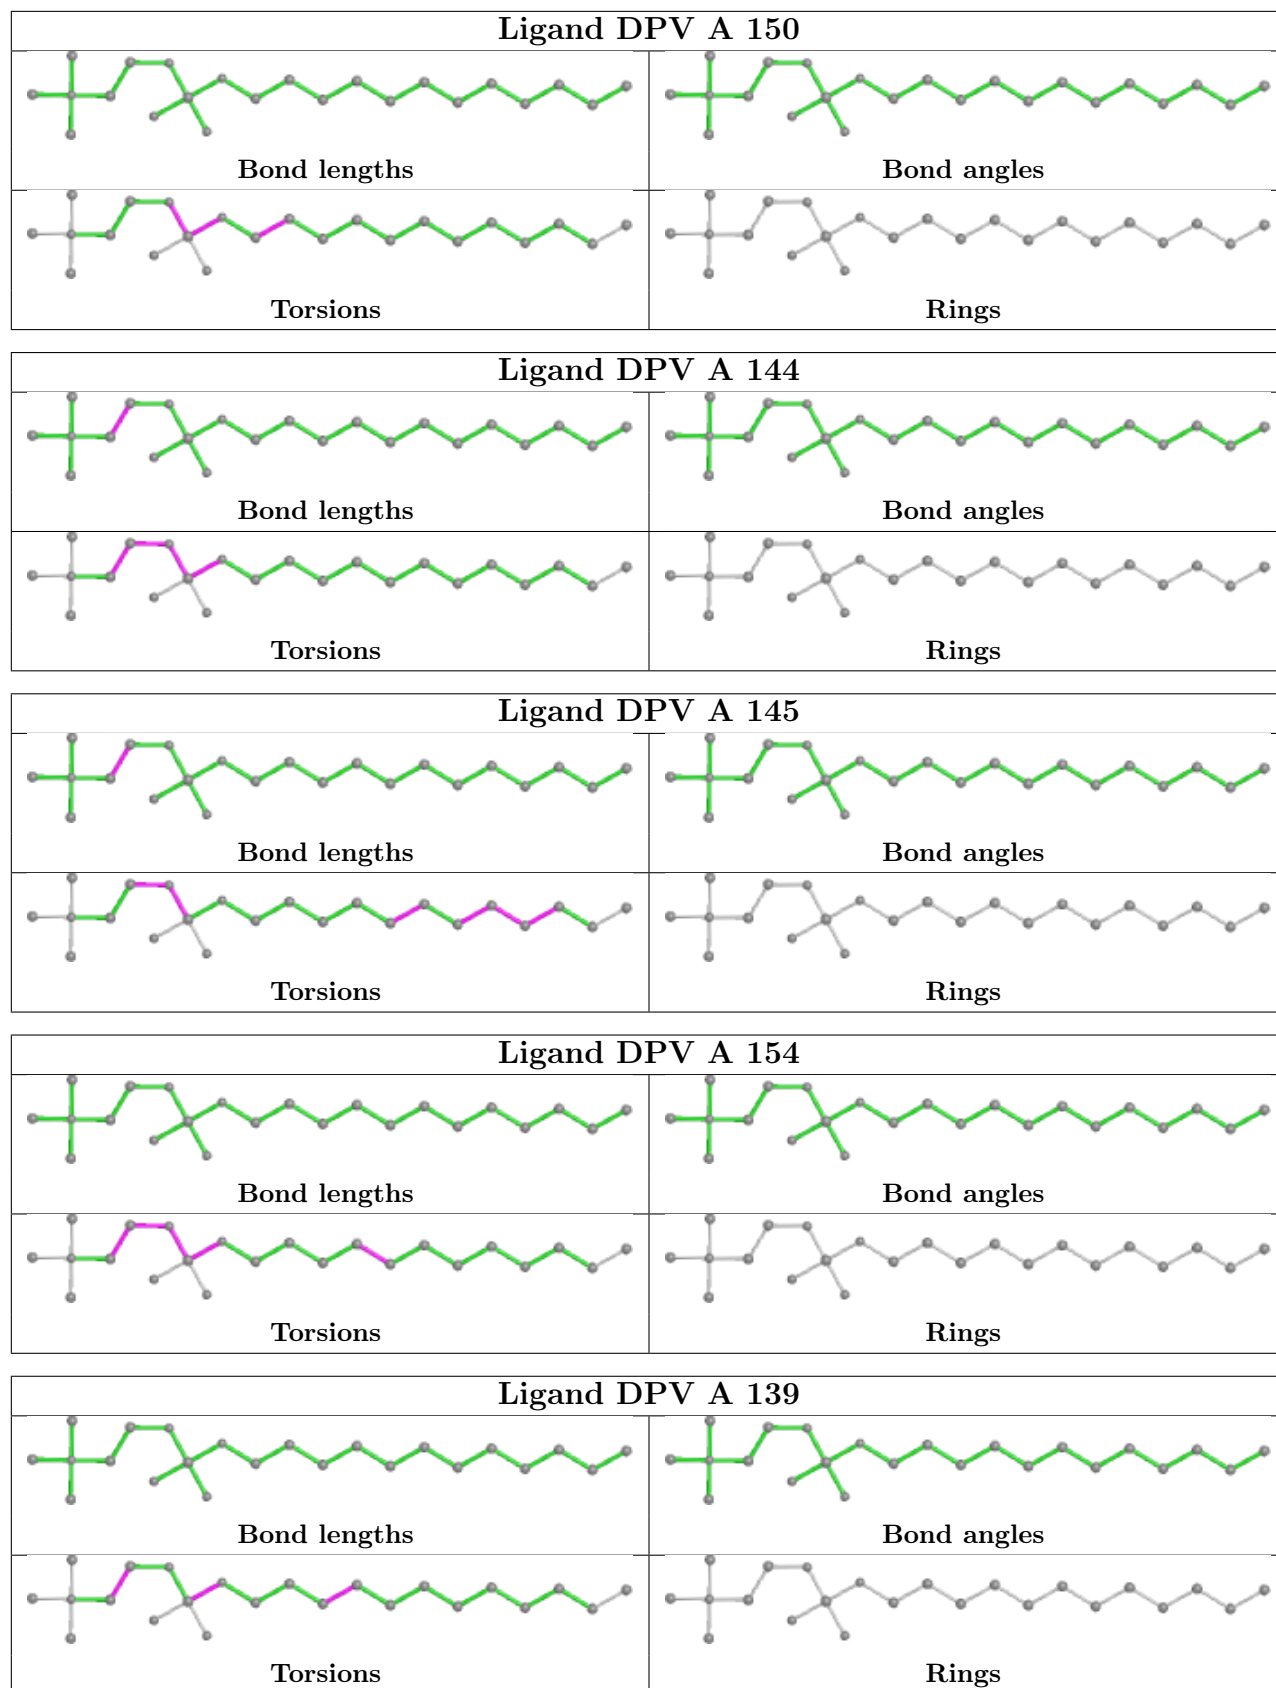 Ligand DPV A 150
Bond lengths
Bond angles
Torsions
Rings
Ligand DPV A 144
Bond lengths
Bond angles
Torsions
Rings
Ligand DPV A 145
Bond lengths
Bond angles
Torsions
Rings
Ligand DPV A 154
Bond lengths
Bond angles
Torsions
Rings
Ligand DPV A 139
Bond lengths
Bond angles
Torsions
Rings